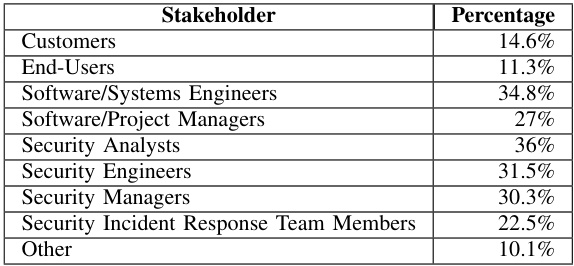 Stakeholder Percentage
Customers 14.6%
End-Users 11.3%
Software/Systems Engineers 34.8%
Software/Project Managers 27%
Security Analysts 36%
Security Engineers 31.5%
Security Managers 30.3%
Security Incident Response Team Members 22.5%
Other 10.1%